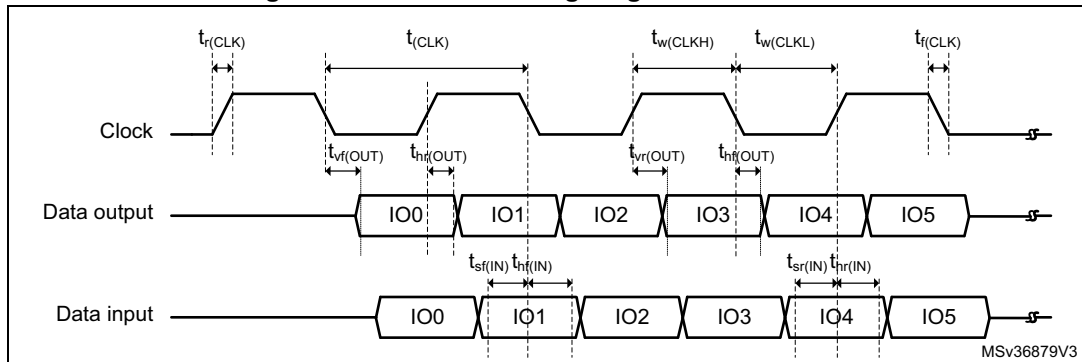 t_r(CLK) t_(CLK) t_w(CLKH) t_w(CLKL) t_f(CLK)
Clock
t_vf(OUT) t_hr(OUT) t_vr(OUT) t_hf(OUT)
Data output IO0 IO1 IO2 IO3 IO4 IO5
t_sf(IN) t_hf(IN) t_sr(IN) t_hr(IN)
Data input IO0 IO1 IO2 IO3 IO4 IO5
MSv36879V3